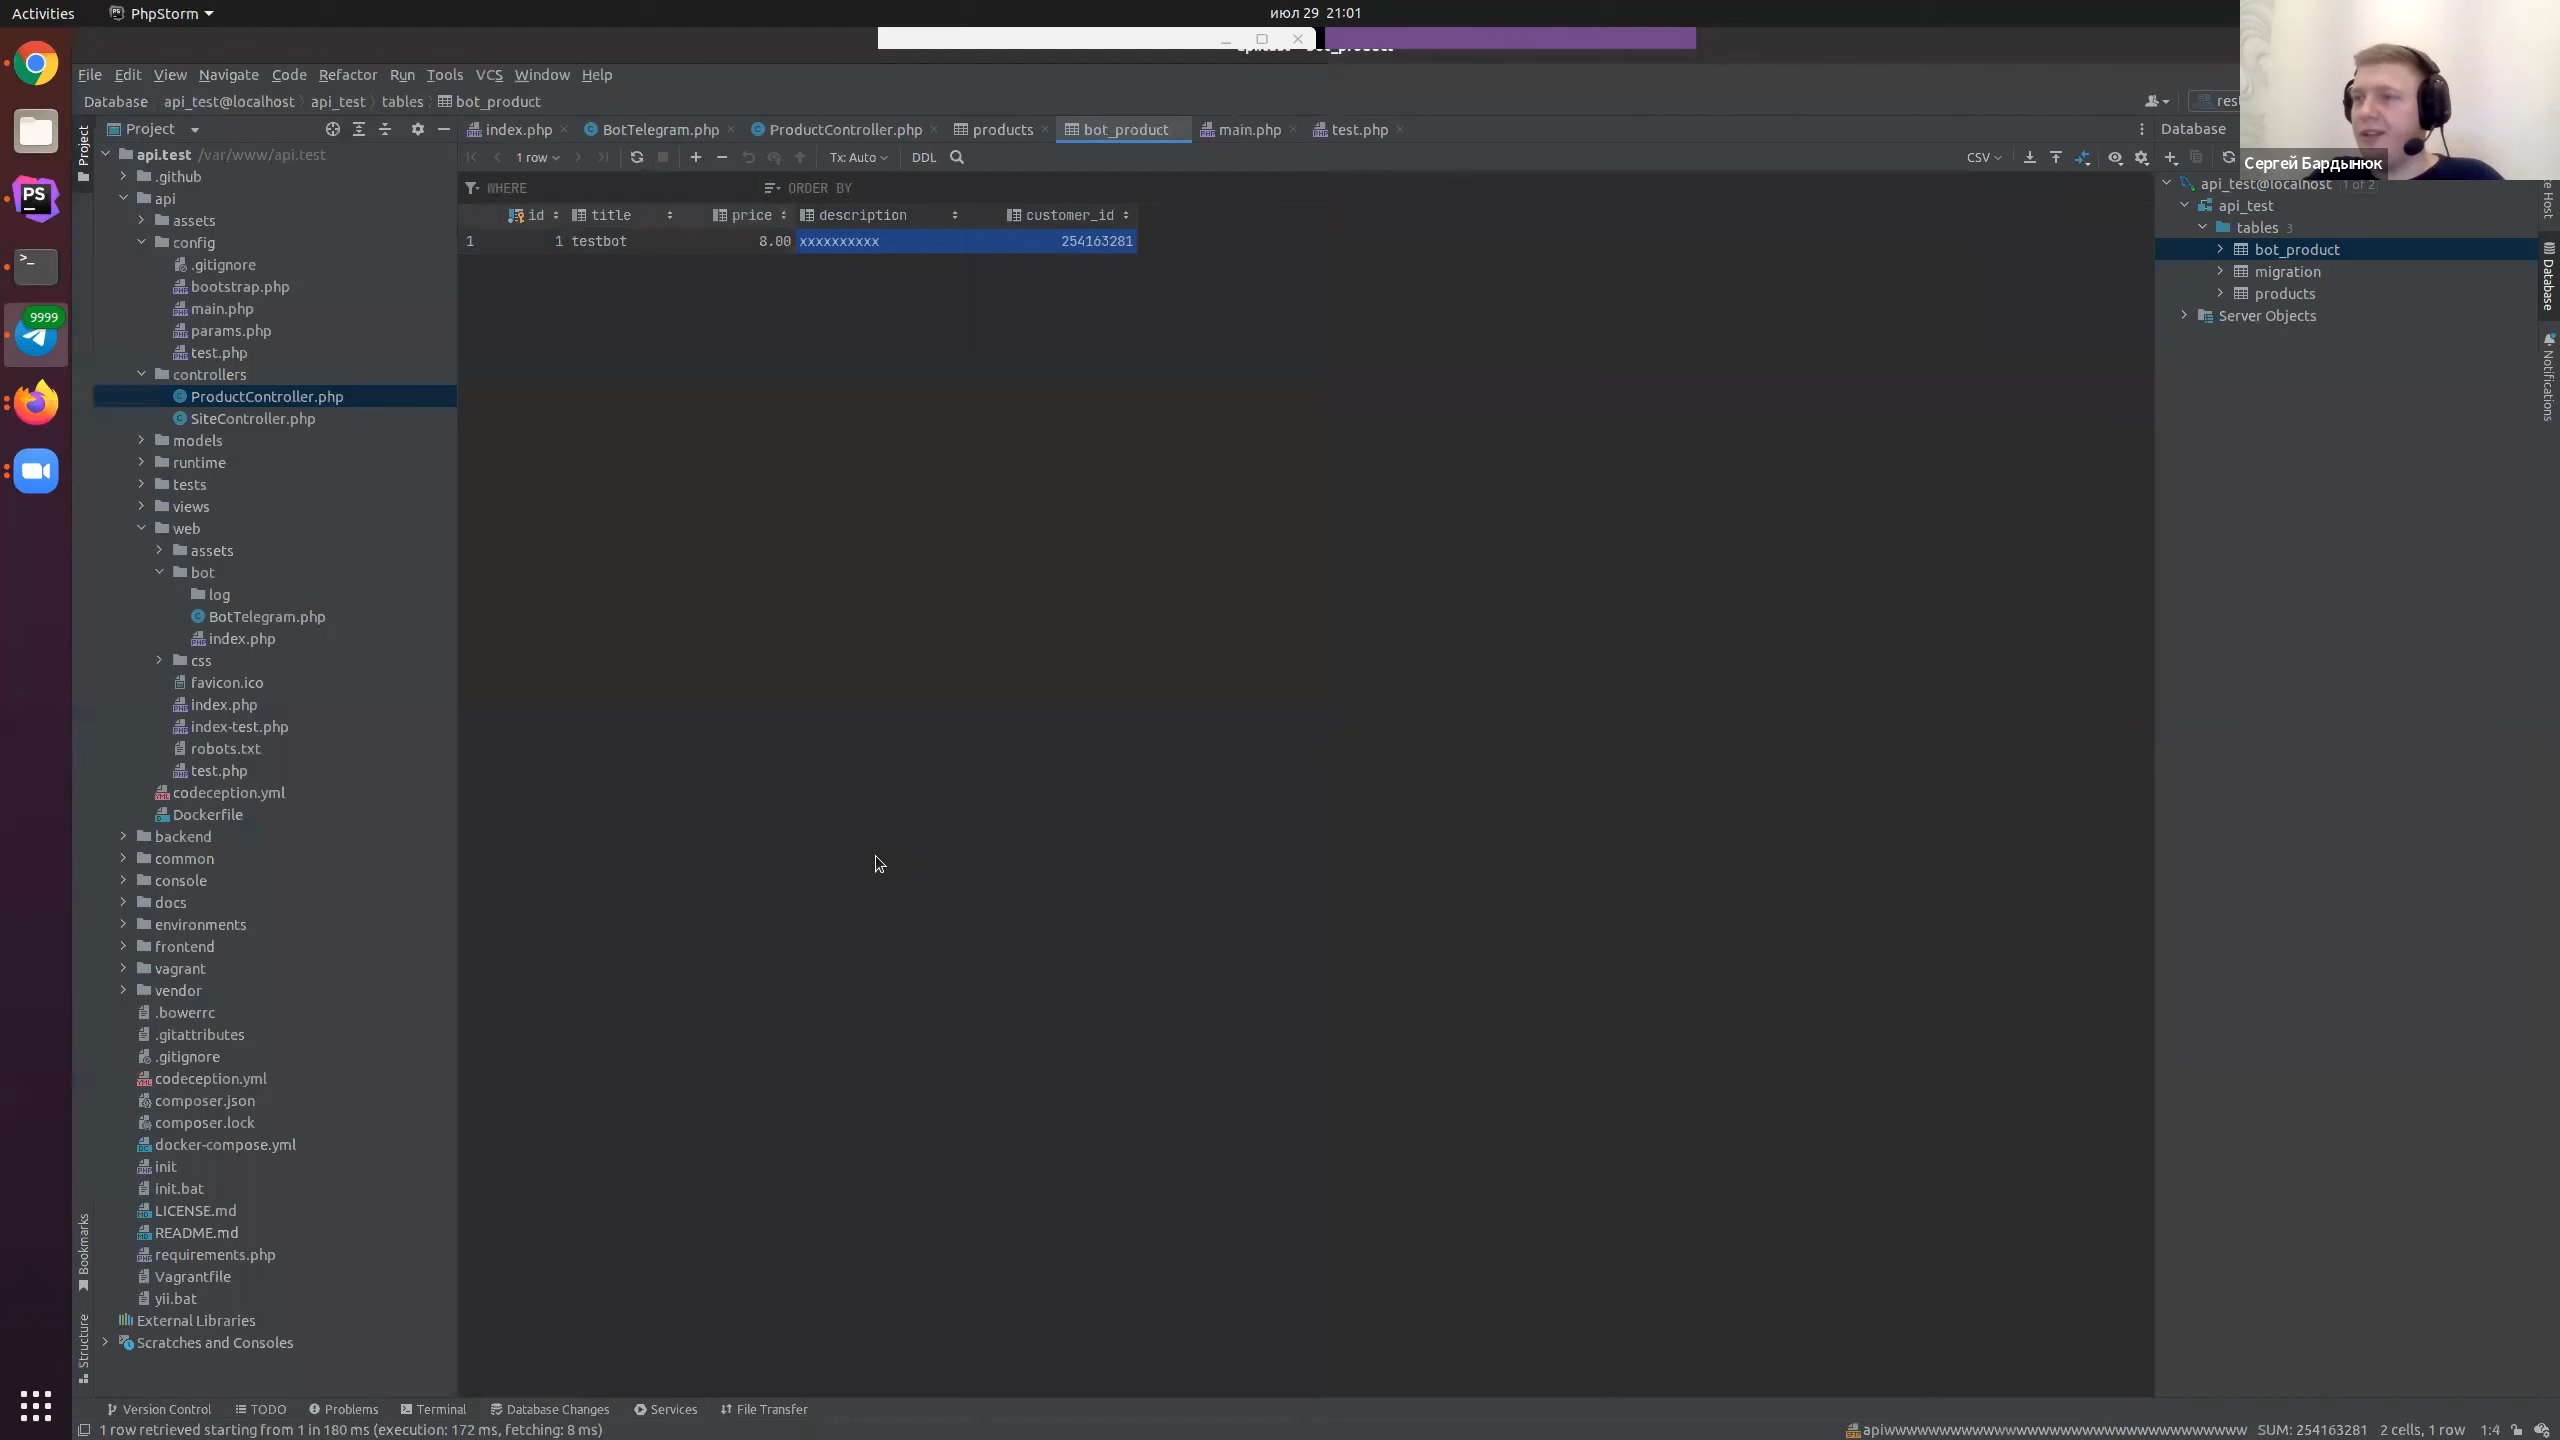 Activities
PhpStorm
июл 29 21:01
bot_product
File Edit View Navigate Code Refactor Run Tools VCS Window Help
Database api_test@localhost api_test tables bot_product
Сергей Бардынюк
9999
Project
index.php BotTelegram.php ProductController.php products bot_product main.php test.php
Database
1 row Tx: Auto DDL CSV
WHERE ORDER BY
id title price description customer_id
1 1 testbot 8.00 xxxxxxxxxx 254163281
Project
api.test /var/www/api.test
.github
api
assets
config
.gitignore
bootstrap.php
main.php
params.php
test.php
controllers
ProductController.php
SiteController.php
models
runtime
tests
views
web
assets
bot
log
BotTelegram.php
index.php
css
favicon.ico
index.php
index-test.php
robots.txt
test.php
codeception.yml
Dockerfile
backend
common
console
docs
environments
frontend
vagrant
vendor
.bowerrc
.gitattributes
.gitignore
codeception.yml
composer.json
composer.lock
docker-compose.yml
init
init.bat
LICENSE.md
README.md
requirements.php
Vagrantfile
yii.bat
External Libraries
Scratches and Consoles
Bookmarks
Structure
api_test@localhost 1 of 2
api_test
tables 3
bot_product
migration
products
Server Objects
Database
Notifications
Version Control TODO Problems Terminal Database Changes Services File Transfer
1 row retrieved starting from 1 in 180 ms (execution: 172 ms, fetching: 8 ms)
SUM: 254163281 2 cells, 1 row 1:4